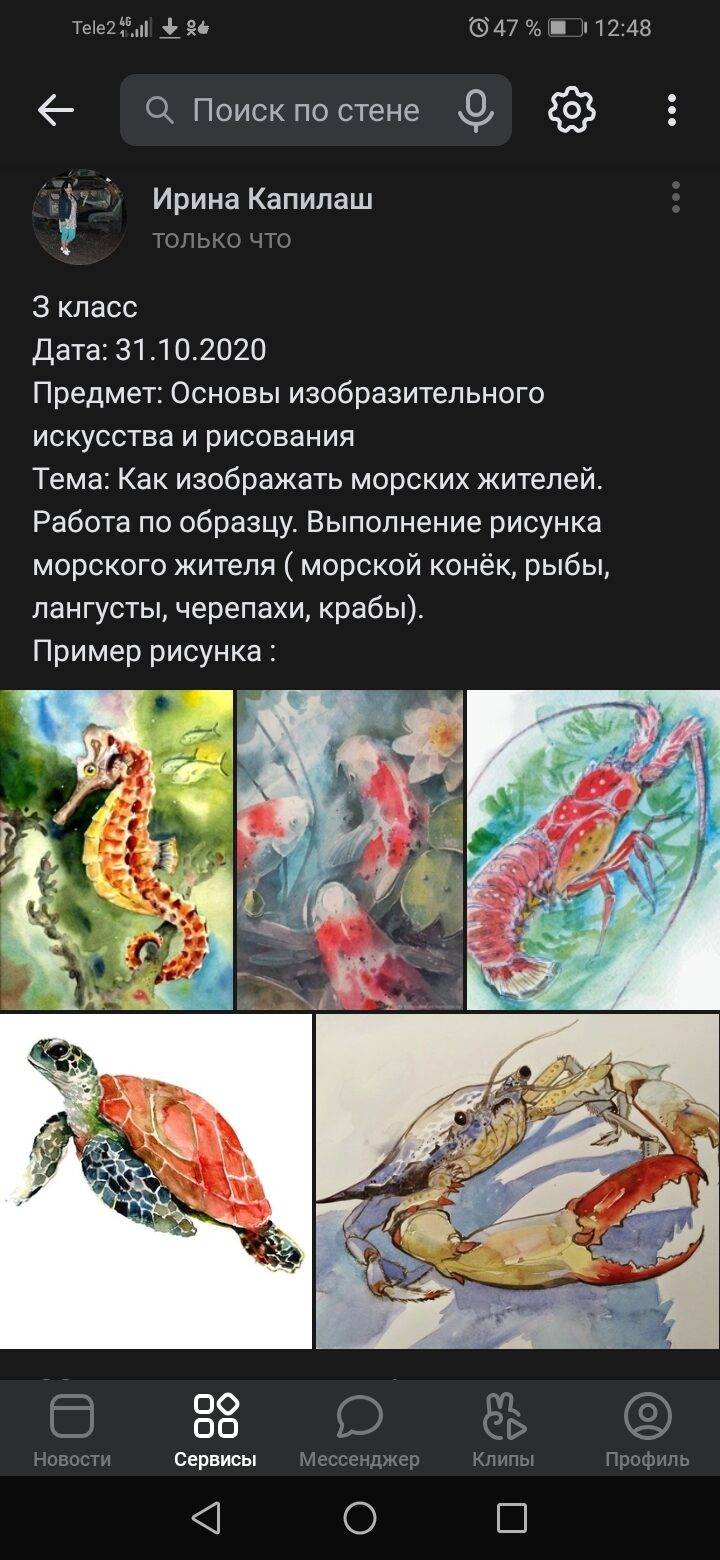 Tele2 4G 47 % 12:48
Поиск по стене
Ирина Капилаш
только что
3 класс
Дата: 31.10.2020
Предмет: Основы изобразительного
искусства и рисования
Тема: Как изображать морских жителей.
Работа по образцу. Выполнение рисунка
морского жителя ( морской конёк, рыбы,
лангусты, черепахи, крабы).
Пример рисунка :
Новости Сервисы Мессенджер Клипы Профиль